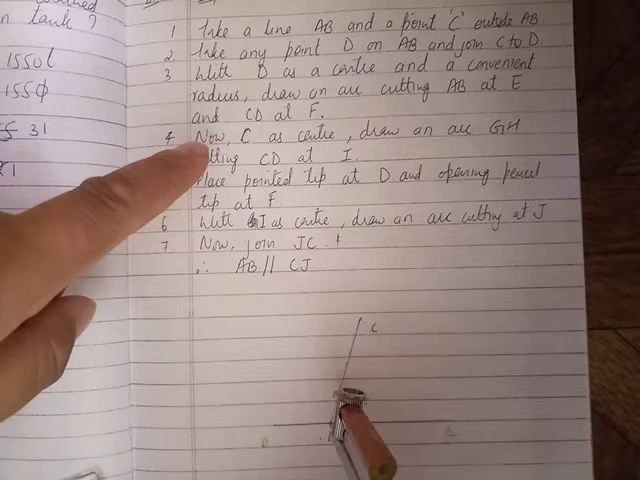 tank ?
1550l
1550
31
1 Take a line AB and a point 'C' outside AB
2 Take any point D on AB and join C to D.
3 With D as a centre and a convenient
radius, draw an arc cutting AB at E
and CD at F.
4 Now, C as centre, draw an arc GH
CD at I.
pointed tip at D and opening pencil
tip at F
6 With I as centre, draw an arc cutting at J
7 Now, join JC.
∴ AB // CJ
C